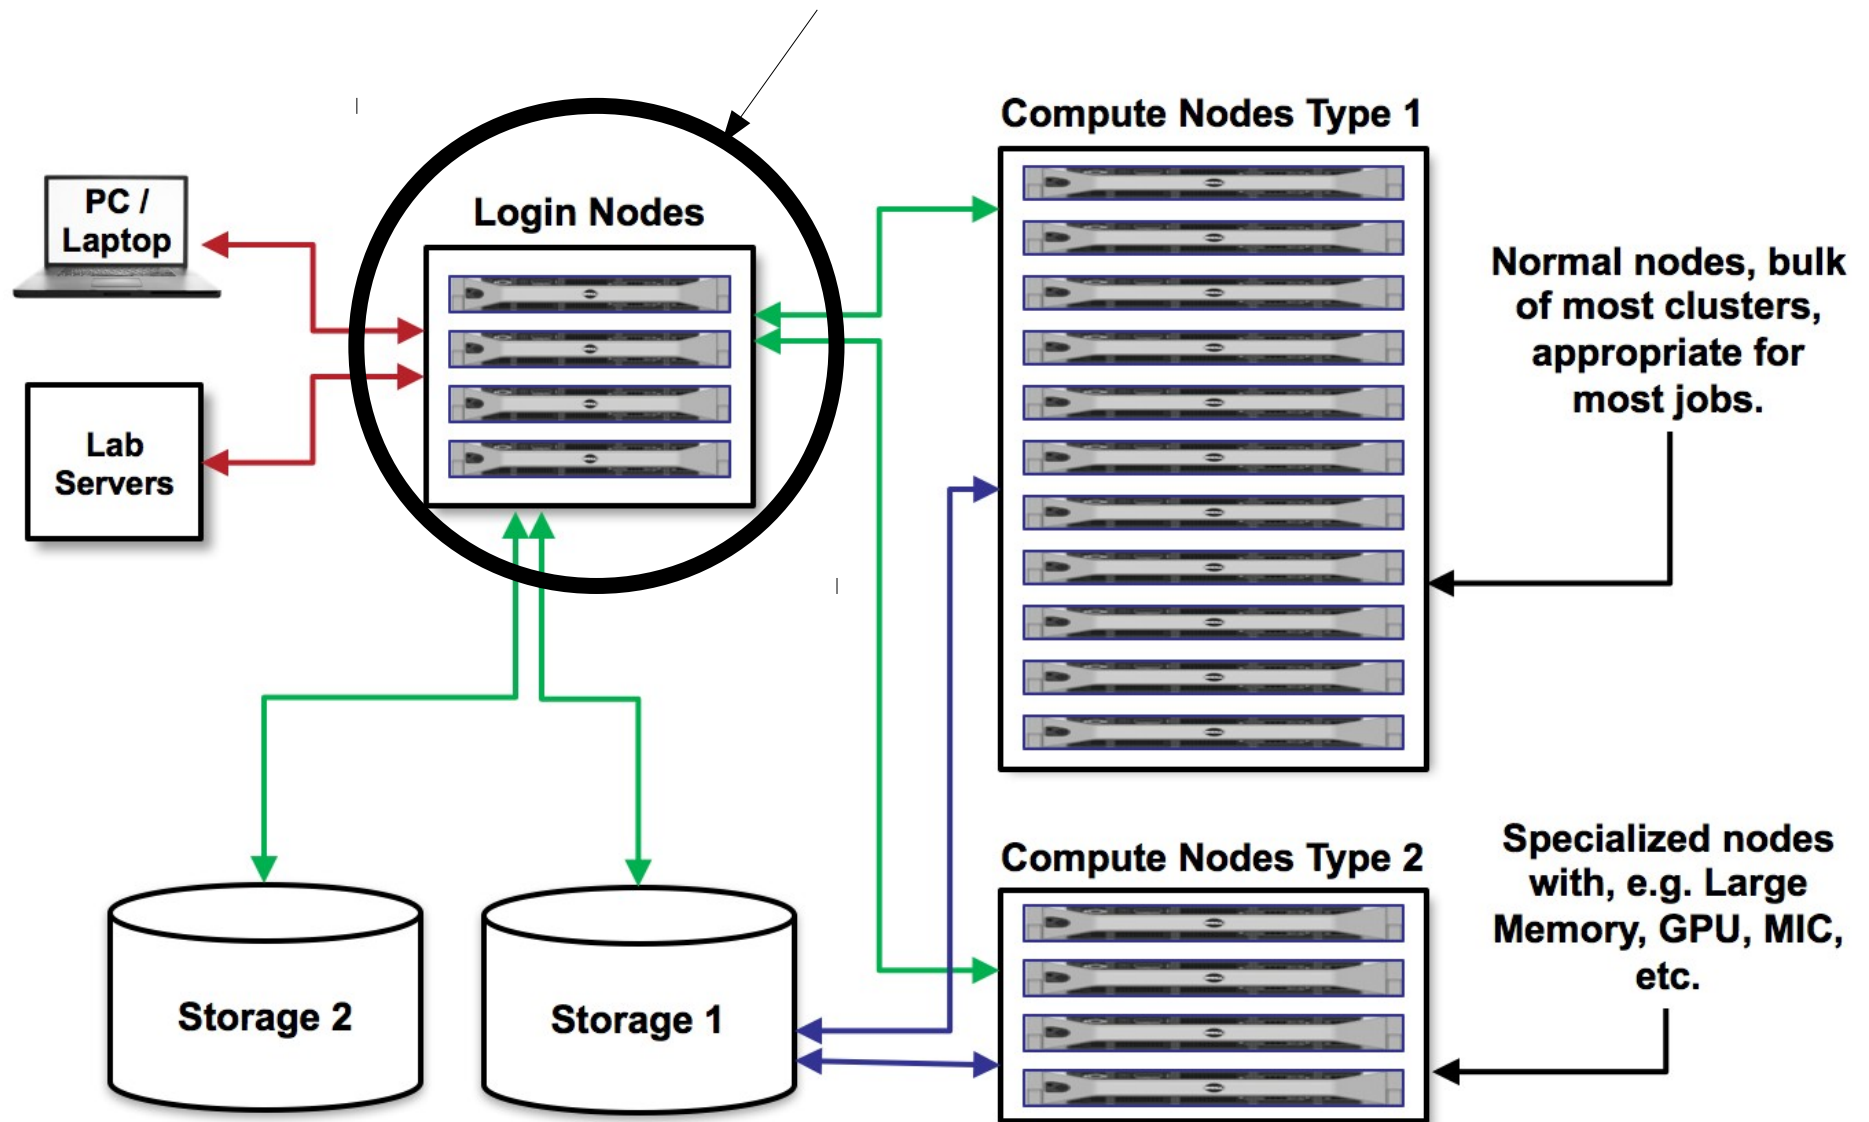 Compute Nodes Type 1
PC /
Laptop
Login Nodes
Normal nodes, bulk
of most clusters,
appropriate for
most jobs.
Lab
Servers
Compute Nodes Type 2
Specialized nodes
with, e.g. Large
Memory, GPU, MIC,
etc.
Storage 2
Storage 1